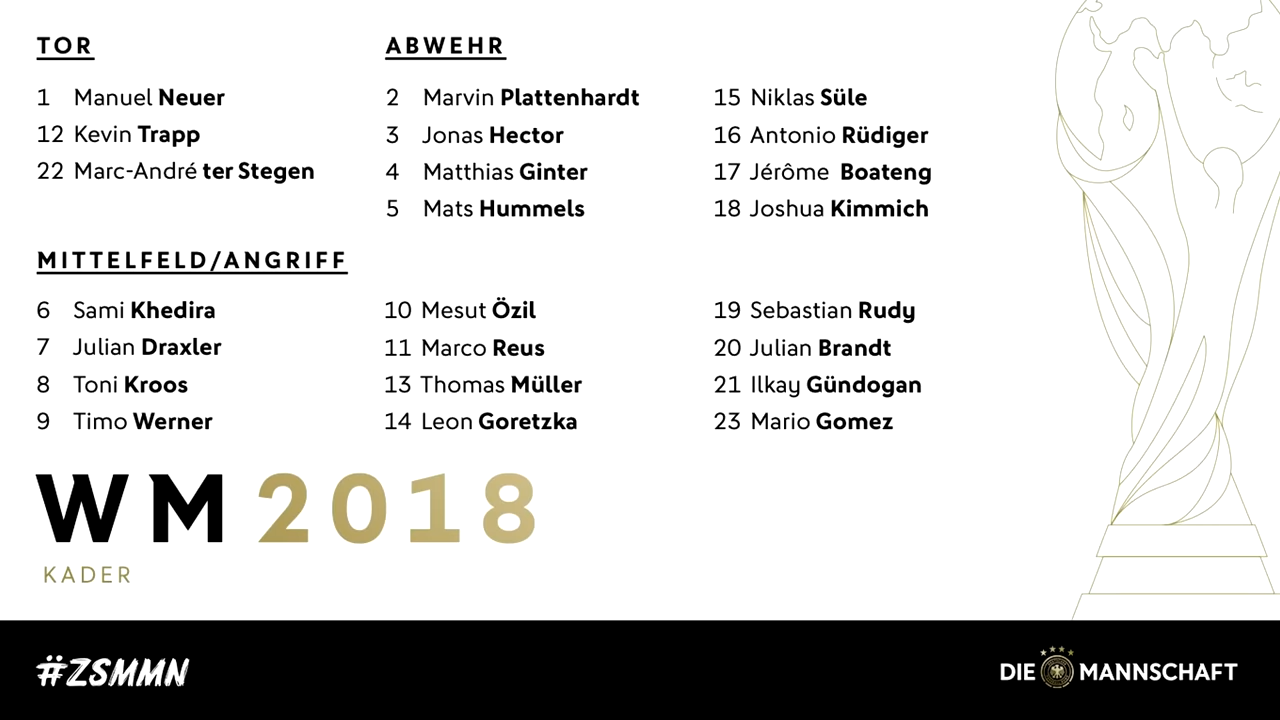 TOR
1 Manuel Neuer
12 Kevin Trapp
22 Marc-André ter Stegen
ABWEHR
2 Marvin Plattenhardt
3 Jonas Hector
4 Matthias Ginter
5 Mats Hummels
15 Niklas Süle
16 Antonio Rüdiger
17 Jérôme Boateng
18 Joshua Kimmich
MITTELFELD/ANGRIFF
6 Sami Khedira
7 Julian Draxler
8 Toni Kroos
9 Timo Werner
10 Mesut Özil
11 Marco Reus
13 Thomas Müller
14 Leon Goretzka
19 Sebastian Rudy
20 Julian Brandt
21 Ilkay Gündogan
23 Mario Gomez
WM 2018
KADER
#ZSMMN
DIE MANNSCHAFT